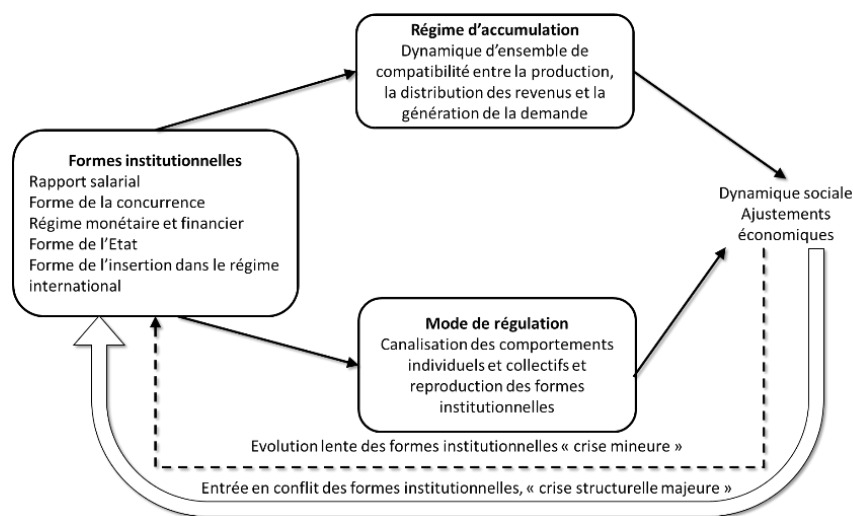 Régime d’accumulation
Dynamique d’ensemble de
compatibilité entre la production,
la distribution des revenus et la
génération de la demande
Formes institutionnelles
Rapport salarial
Forme de la concurrence
Régime monétaire et financier
Forme de l’Etat
Forme de l’insertion dans le régime
international
Dynamique sociale
Ajustements
économiques
Mode de régulation
Canalisation des comportements
individuels et collectifs et
reproduction des formes
institutionnelles
Evolution lente des formes institutionnelles « crise mineure »
Entrée en conflit des formes institutionnelles, « crise structurelle majeure »